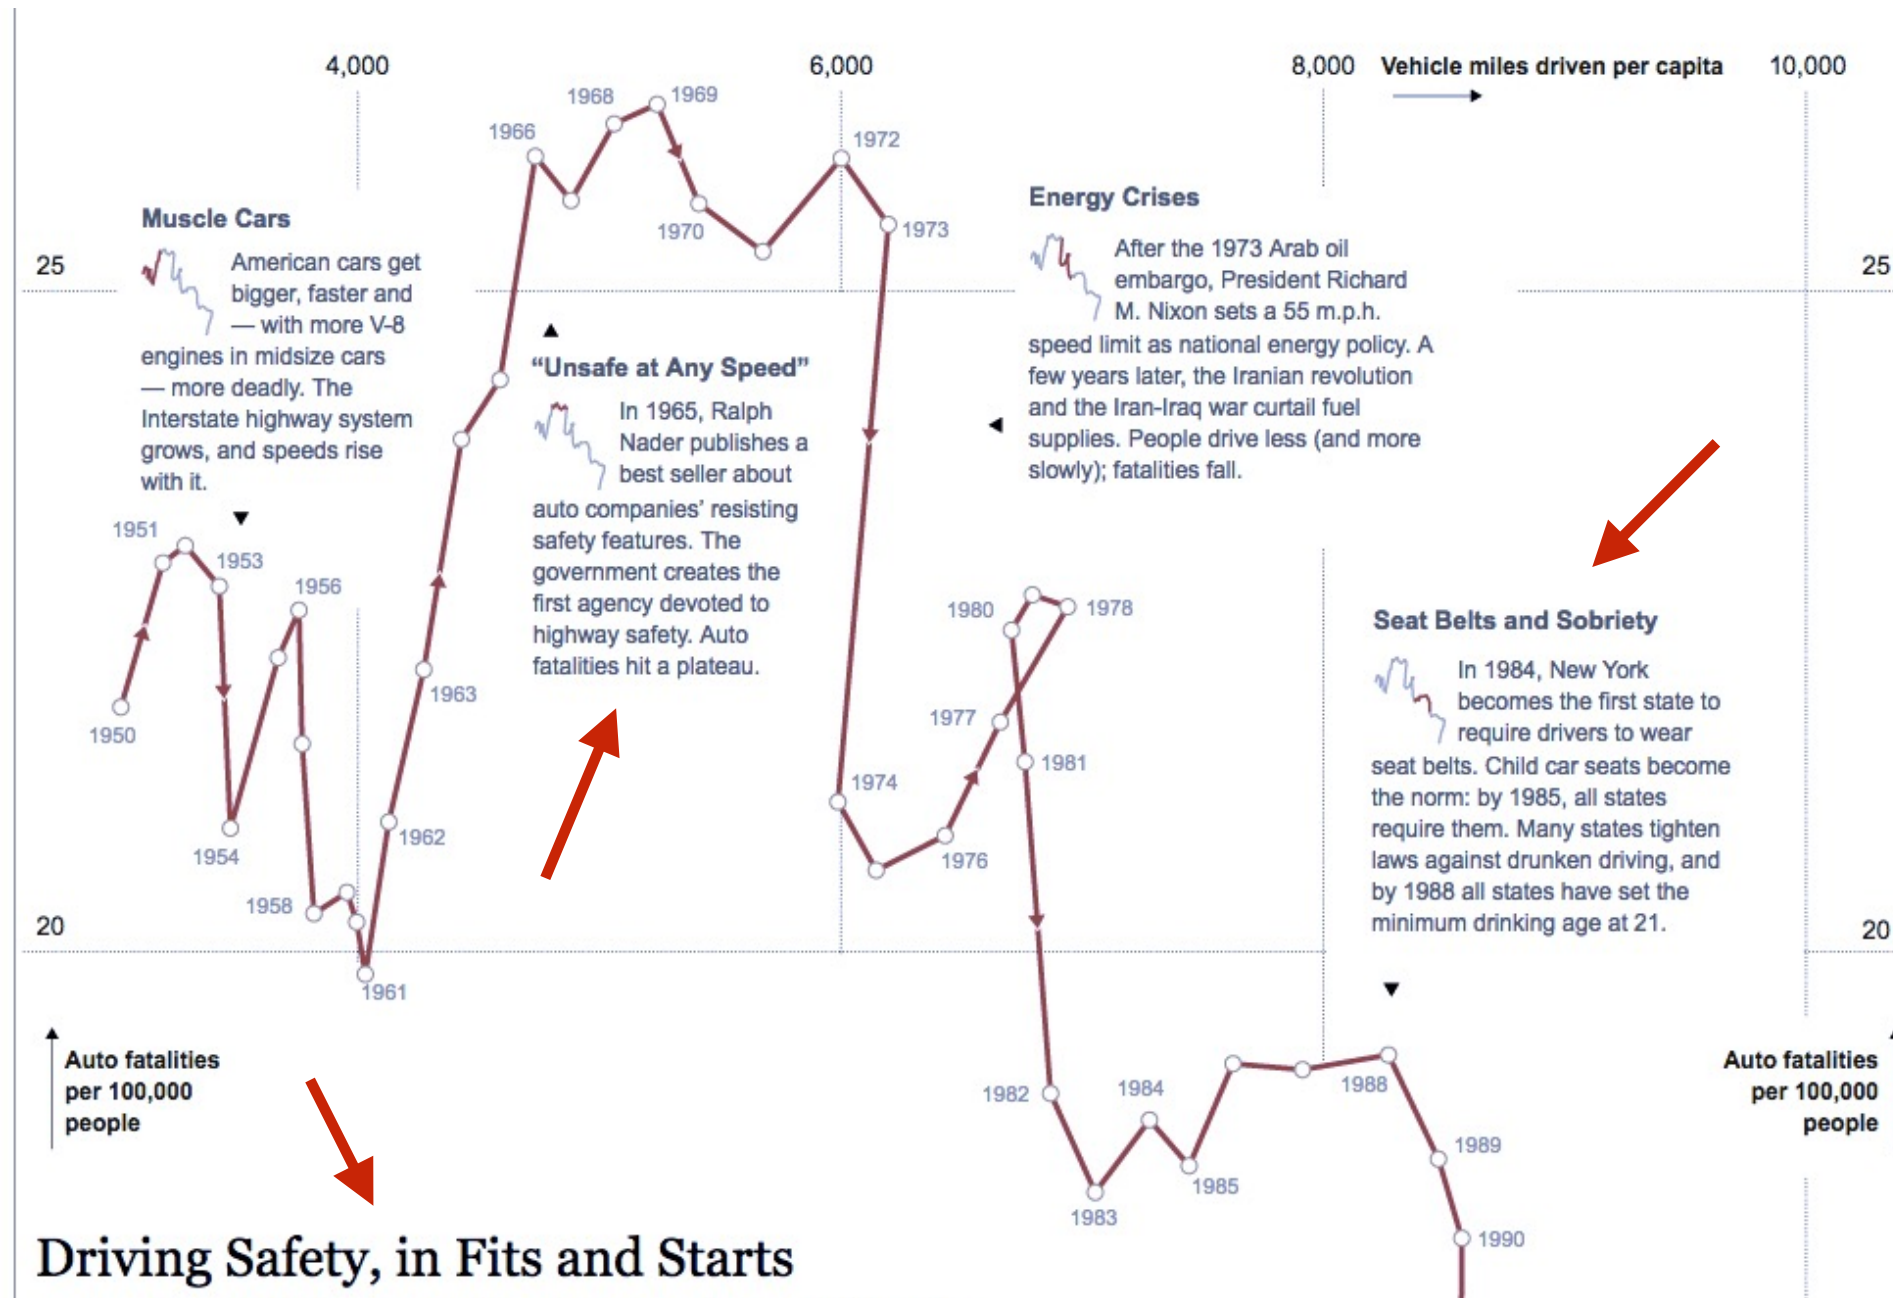 4,000
6,000
8,000
Vehicle miles driven per capita
10,000
1968
1969
1966
1972
1970
1973
25
25
Muscle Cars
American cars get
bigger, faster and
— with more V-8
engines in midsize cars
— more deadly. The
Interstate highway system
grows, and speeds rise
with it.
“Unsafe at Any Speed”
In 1965, Ralph
Nader publishes a
best seller about
auto companies’ resisting
safety features. The
government creates the
first agency devoted to
highway safety. Auto
fatalities hit a plateau.
Energy Crises
After the 1973 Arab oil
embargo, President Richard
M. Nixon sets a 55 m.p.h.
speed limit as national energy policy. A
few years later, the Iranian revolution
and the Iran-Iraq war curtail fuel
supplies. People drive less (and more
slowly); fatalities fall.
1951
1953
1956
1950
1963
1954
1962
1958
1961
1980
1978
1977
1981
1974
1976
Seat Belts and Sobriety
In 1984, New York
becomes the first state to
require drivers to wear
seat belts. Child car seats become
the norm: by 1985, all states
require them. Many states tighten
laws against drunken driving, and
by 1988 all states have set the
minimum drinking age at 21.
20
20
Auto fatalities
per 100,000
people
1982
1984
1988
1989
1985
1983
1990
Auto fatalities
per 100,000
people
Driving Safety, in Fits and Starts